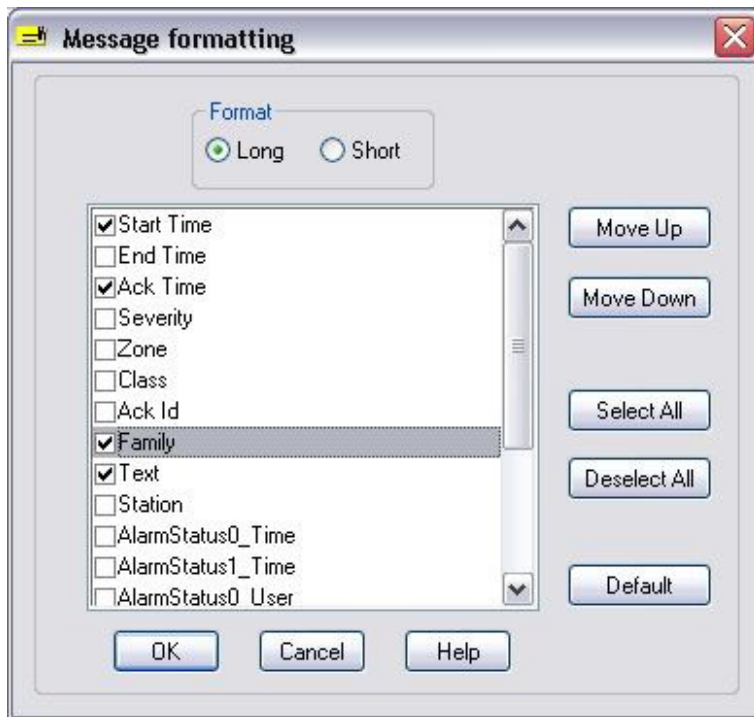 Message formatting
Format
Long Short
Start Time
End Time
Ack Time
Severity
Zone
Class
Ack Id
Family
Text
Station
AlarmStatus0_Time
AlarmStatus1_Time
AlarmStatus0_User
Move Up
Move Down
Select All
Deselect All
Default
OK Cancel Help